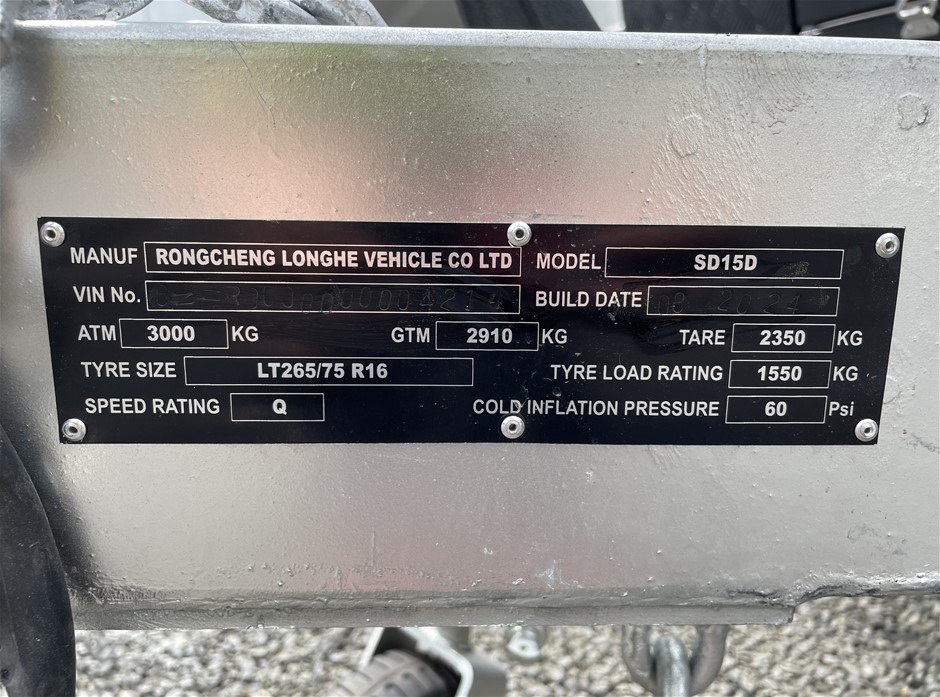 MANUF RONGCHENG LONGHE VEHICLE CO LTD MODEL SD15D
VIN No. BUILD DATE 08 2024
ATM 3000 KG GTM 2910 KG TARE 2350 KG
TYRE SIZE LT265/75 R16 TYRE LOAD RATING 1550 KG
SPEED RATING Q COLD INFLATION PRESSURE 60 Psi